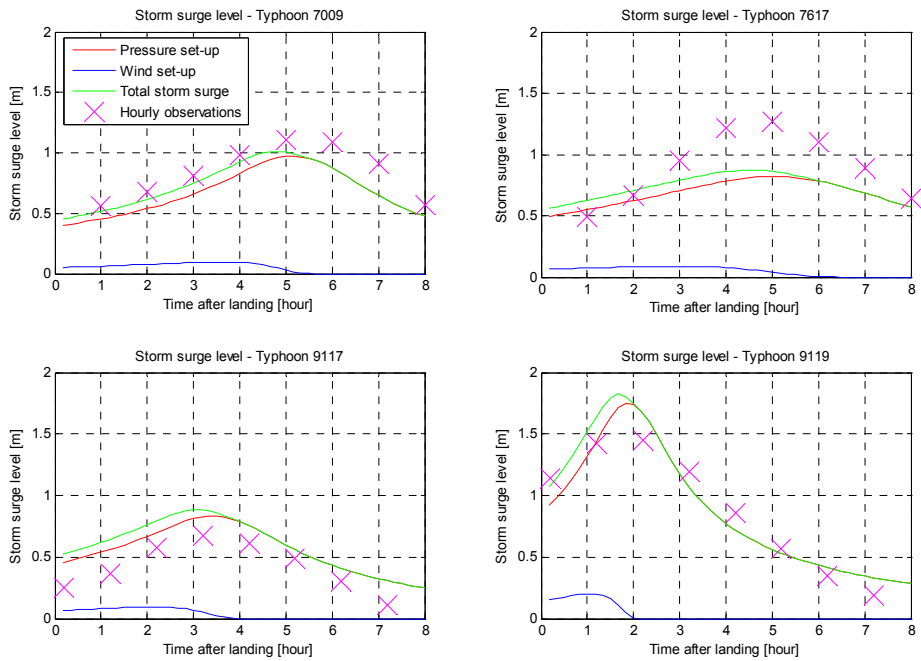 Storm surge level - Typhoon 7009
Storm surge level [m]
2
1.5
1
0.5
0
Pressure set-up
Wind set-up
Total storm surge
Hourly observations
0 1 2 3 4 5 6 7 8
Time after landing [hour]
Storm surge level - Typhoon 7617
Storm surge level [m]
2
1.5
1
0.5
0
0 1 2 3 4 5 6 7 8
Time after landing [hour]
Storm surge level - Typhoon 9117
Storm surge level [m]
2
1.5
1
0.5
0
0 1 2 3 4 5 6 7 8
Time after landing [hour]
Storm surge level - Typhoon 9119
Storm surge level [m]
2
1.5
1
0.5
0
0 1 2 3 4 5 6 7 8
Time after landing [hour]